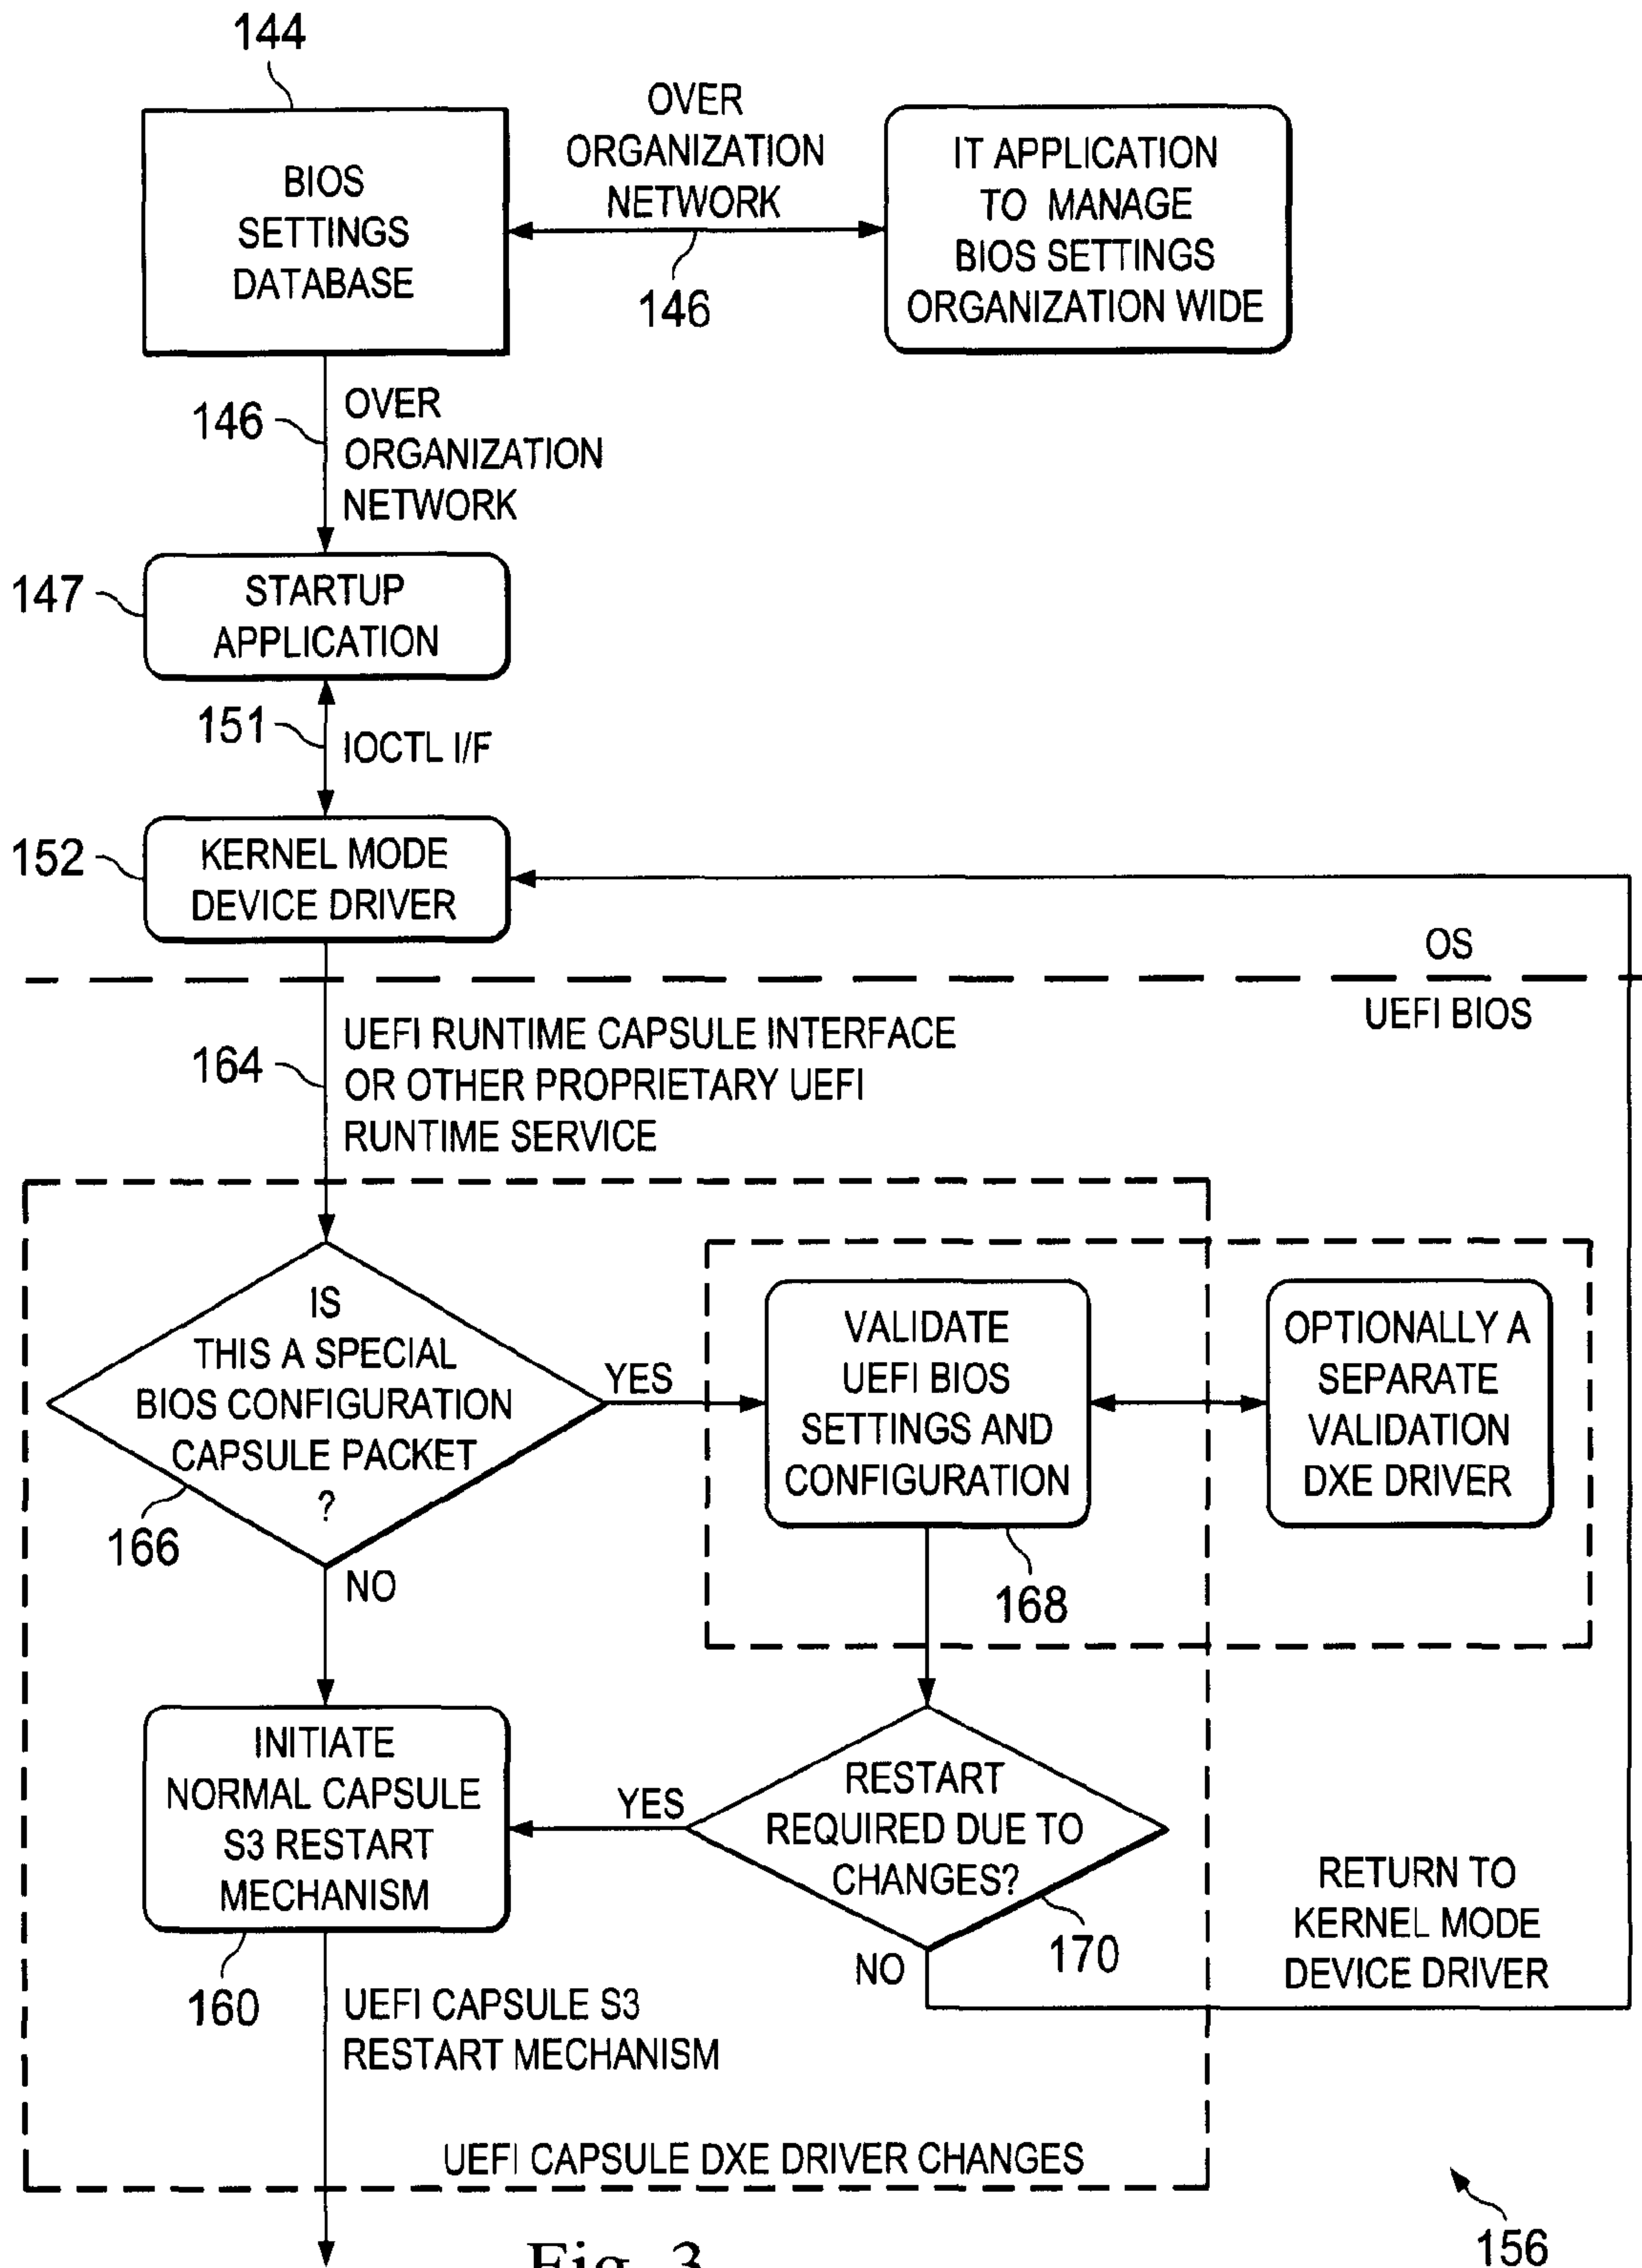 144
BIOS
SETTINGS
DATABASE
OVER
ORGANIZATION
NETWORK
146
IT APPLICATION
TO MANAGE
BIOS SETTINGS
ORGANIZATION WIDE
146
OVER
ORGANIZATION
NETWORK
147
STARTUP
APPLICATION
151
IOCTL I/F
152
KERNEL MODE
DEVICE DRIVER
OS
UEFI BIOS
164
UEFI RUNTIME CAPSULE INTERFACE
OR OTHER PROPRIETARY UEFI
RUNTIME SERVICE
IS
THIS A SPECIAL
BIOS CONFIGURATION
CAPSULE PACKET
?
166
YES
VALIDATE
UEFI BIOS
SETTINGS AND
CONFIGURATION
168
OPTIONALLY A
SEPARATE
VALIDATION
DXE DRIVER
NO
INITIATE
NORMAL CAPSULE
S3 RESTART
MECHANISM
160
YES
RESTART
REQUIRED DUE TO
CHANGES?
170
NO
RETURN TO
KERNEL MODE
DEVICE DRIVER
UEFI CAPSULE S3
RESTART MECHANISM
UEFI CAPSULE DXE DRIVER CHANGES
156
Fig. 3